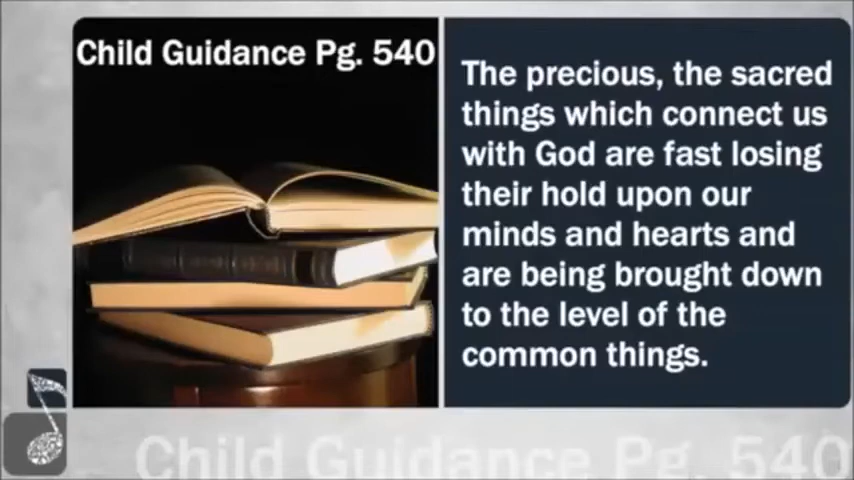 Child Guidance Pg. 540
The precious, the sacred
things which connect us
with God are fast losing
their hold upon our
minds and hearts and
are being brought down
to the level of the
common things.
Child Guidance Pg. 540